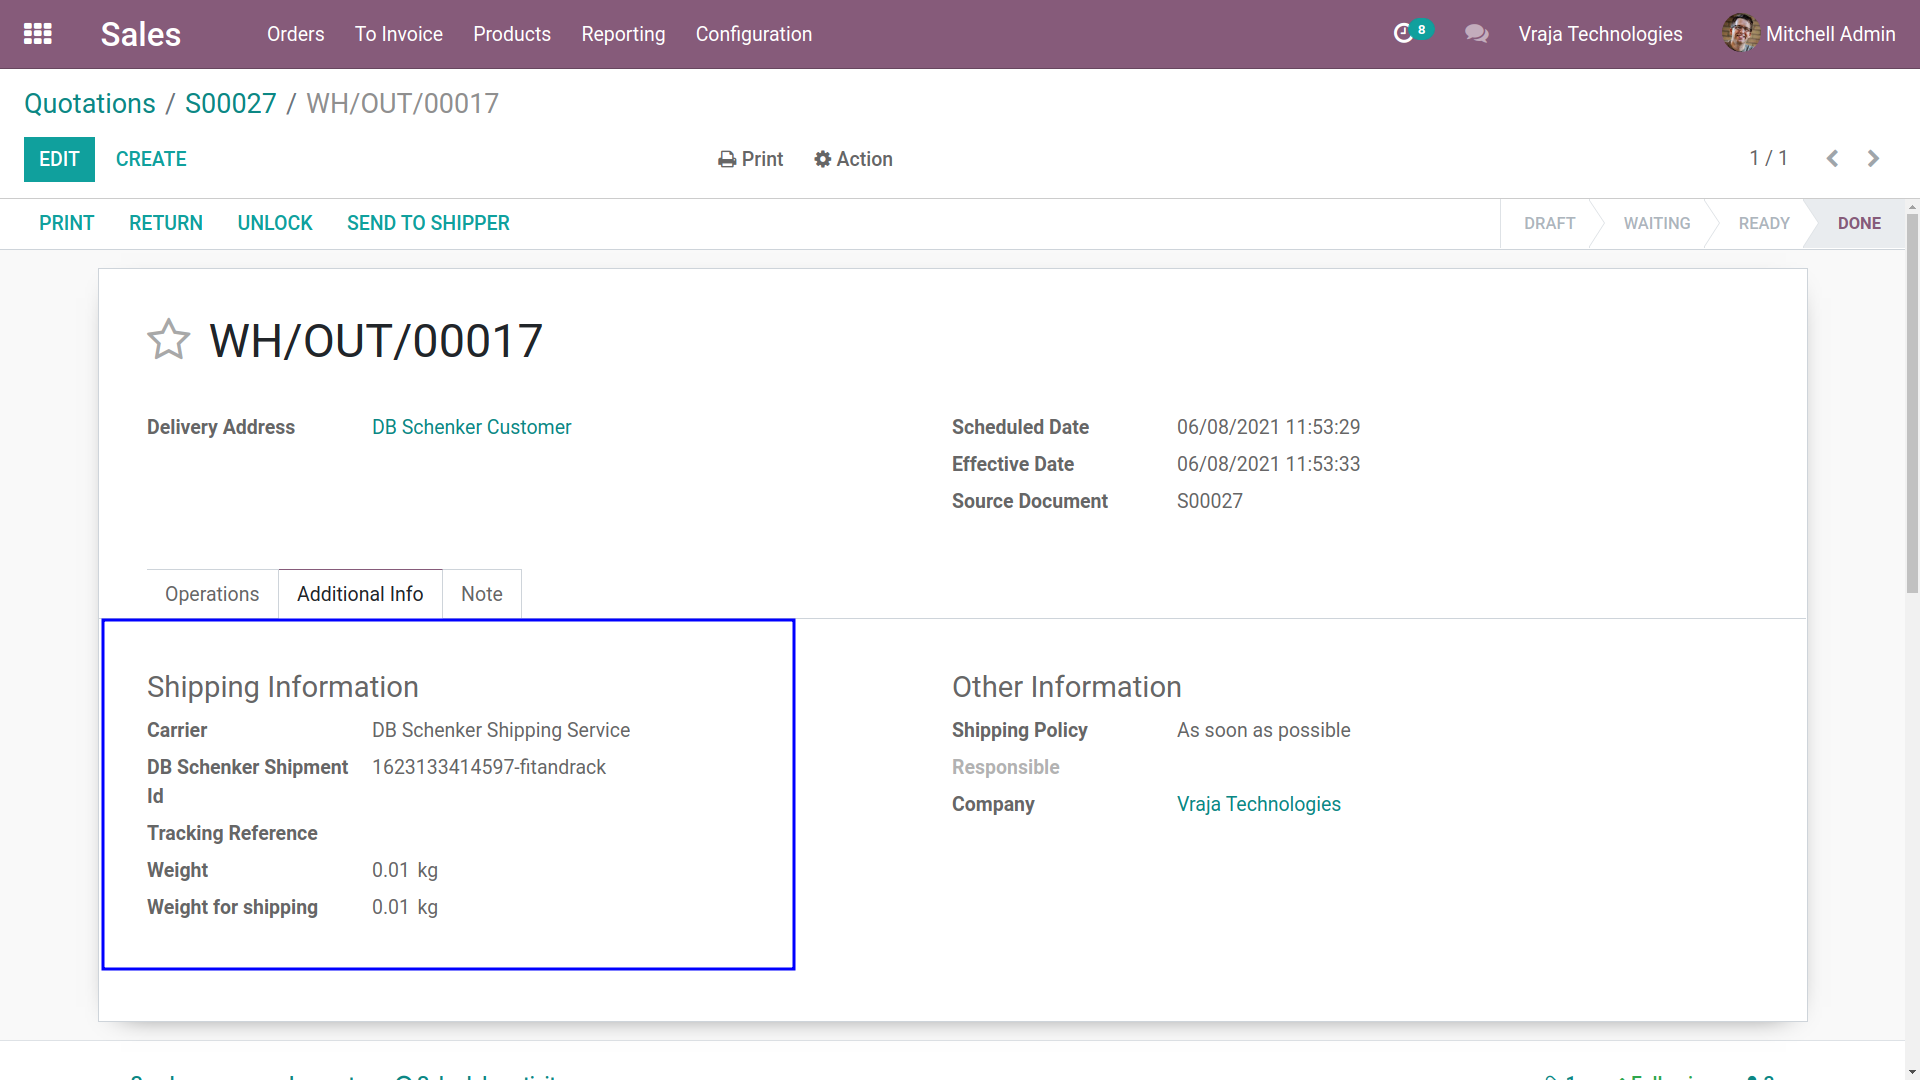 Sales Orders To Invoice Products Reporting Configuration 8 Vraja Technologies Mitchell Admin
Quotations / S00027 / WH/OUT/00017
EDIT CREATE Print Action 1 / 1
PRINT RETURN UNLOCK SEND TO SHIPPER DRAFT WAITING READY DONE
WH/OUT/00017
Delivery Address DB Schenker Customer
Scheduled Date 06/08/2021 11:53:29
Effective Date 06/08/2021 11:53:33
Source Document S00027
Operations Additional Info Note
Shipping Information
Carrier DB Schenker Shipping Service
DB Schenker Shipment Id 1623133414597-fitandrack
Tracking Reference
Weight 0.01 kg
Weight for shipping 0.01 kg
Other Information
Shipping Policy As soon as possible
Responsible
Company Vraja Technologies